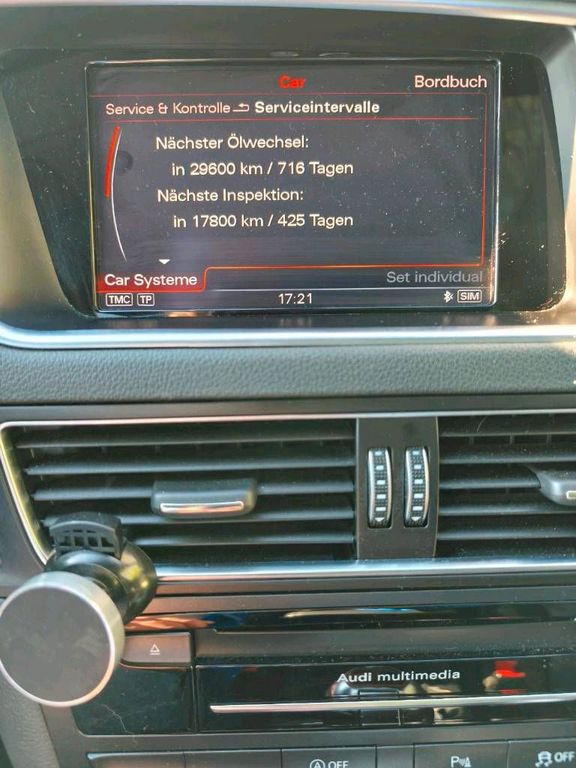 Car
Bordbuch
Service & Kontrolle Serviceintervalle
Nächster Ölwechsel:
in 29600 km / 716 Tagen
Nächste Inspektion:
in 17800 km / 425 Tagen
Car Systeme
Set individual
TMC TP
17:21
SIM
Audi multimedia
A OFF
P
OFF